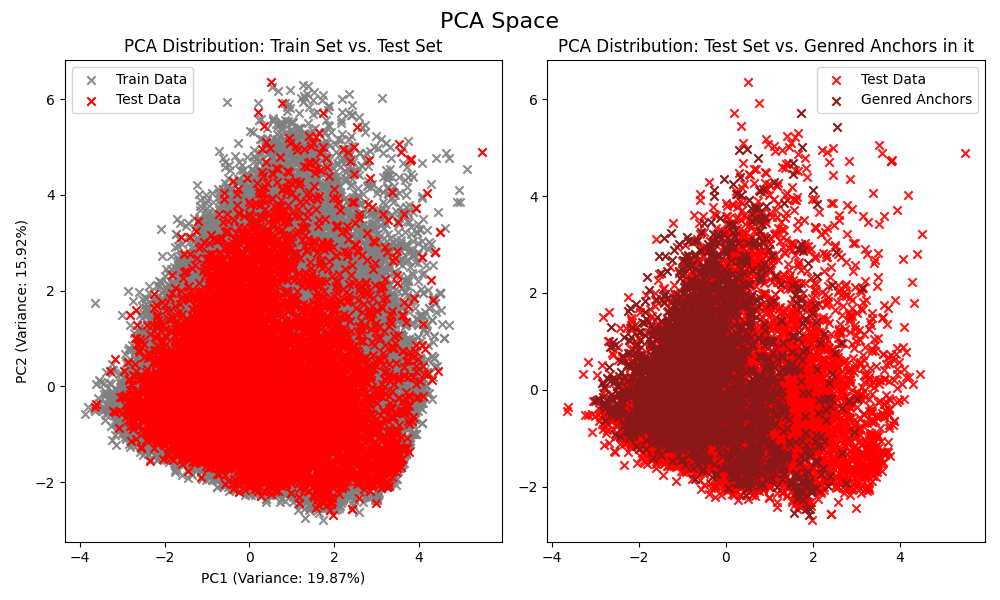 PCA Space
PCA Distribution: Train Set vs. Test Set
Train Data
Test Data
6
4
2
0
−2
PC2 (Variance: 15.92%)
−4
−2
0
2
4
PC1 (Variance: 19.87%)
PCA Distribution: Test Set vs. Genred Anchors in it
Test Data
Genred Anchors
6
4
2
0
−2
−4
−2
0
2
4